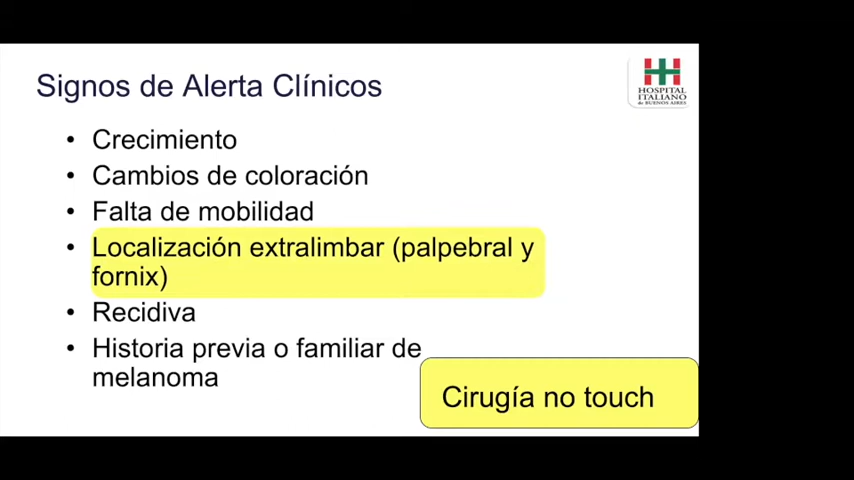 Signos de Alerta Clínicos
HOSPITAL
ITALIANO
de BUENOS AIRES
• Crecimiento
• Cambios de coloración
• Falta de mobilidad
• Localización extralimbar (palpebral y
fornix)
• Recidiva
• Historia previa o familiar de
melanoma
Cirugía no touch